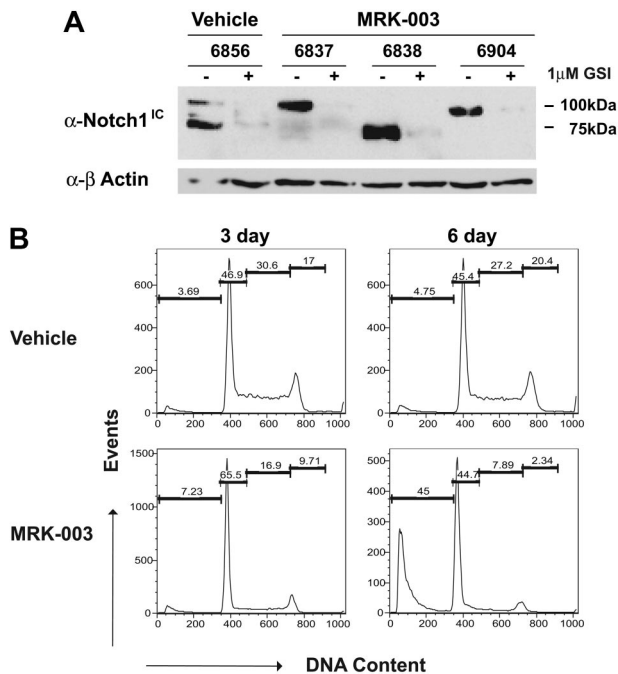 A
Vehicle MRK-003
6856 6837 6838 6904
- + - + - + - + 1μM GSI
α-Notch1 IC
– 100kDa
– 75kDa
α-β Actin
B
3 day 6 day
Vehicle
3.69 46.9 30.6 17
600
400
200
0
0 200 400 600 800 1000
4.75 45.4 27.2 20.4
600
400
200
0
0 200 400 600 800 1000
MRK-003
7.23 65.5 16.9 9.71
1500
1000
500
0
0 200 400 600 800 1000
45 44.7 7.89 2.34
500
400
300
200
100
0
0 200 400 600 800 1000
Events
DNA Content